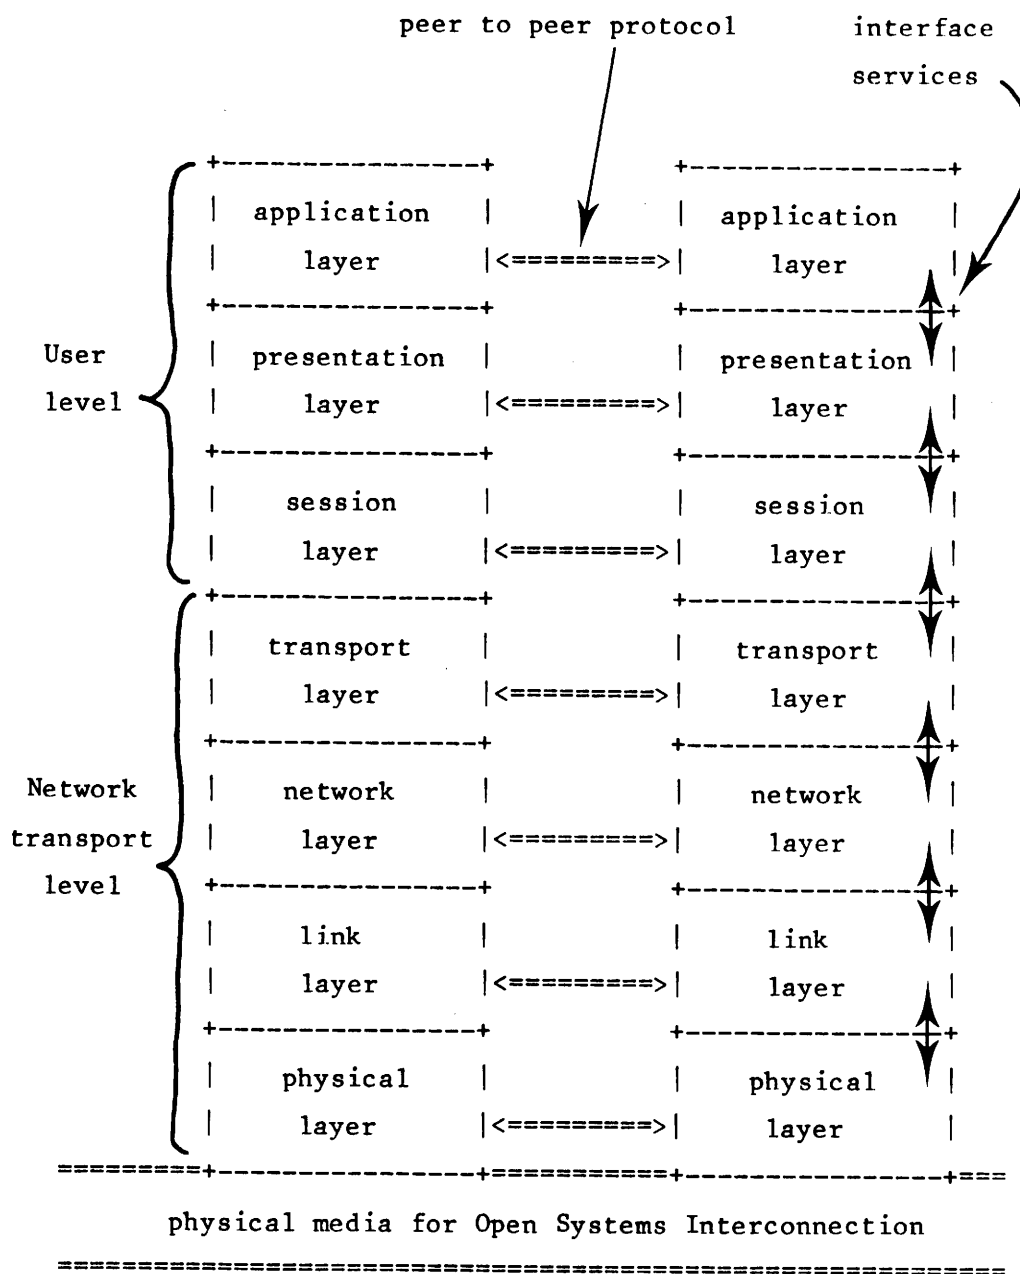 peer to peer protocol interface
services
+-----------------+ +-----------------+
| application | | application |
| layer |<=========>| layer |
+-----------------+ +-----------------+
User | presentation | | presentation |
level | layer |<=========>| layer |
+-----------------+ +-----------------+
| session | | session |
| layer |<=========>| layer |
+-----------------+ +-----------------+
| transport | | transport |
| layer |<=========>| layer |
+-----------------+ +-----------------+
Network | network | | network |
transport | layer |<=========>| layer |
level +-----------------+ +-----------------+
| link | | link |
| layer |<=========>| layer |
+-----------------+ +-----------------+
| physical | | physical |
| layer |<=========>| layer |
=========+-----------------+===========+-----------------+===
physical media for Open Systems Interconnection
=============================================================